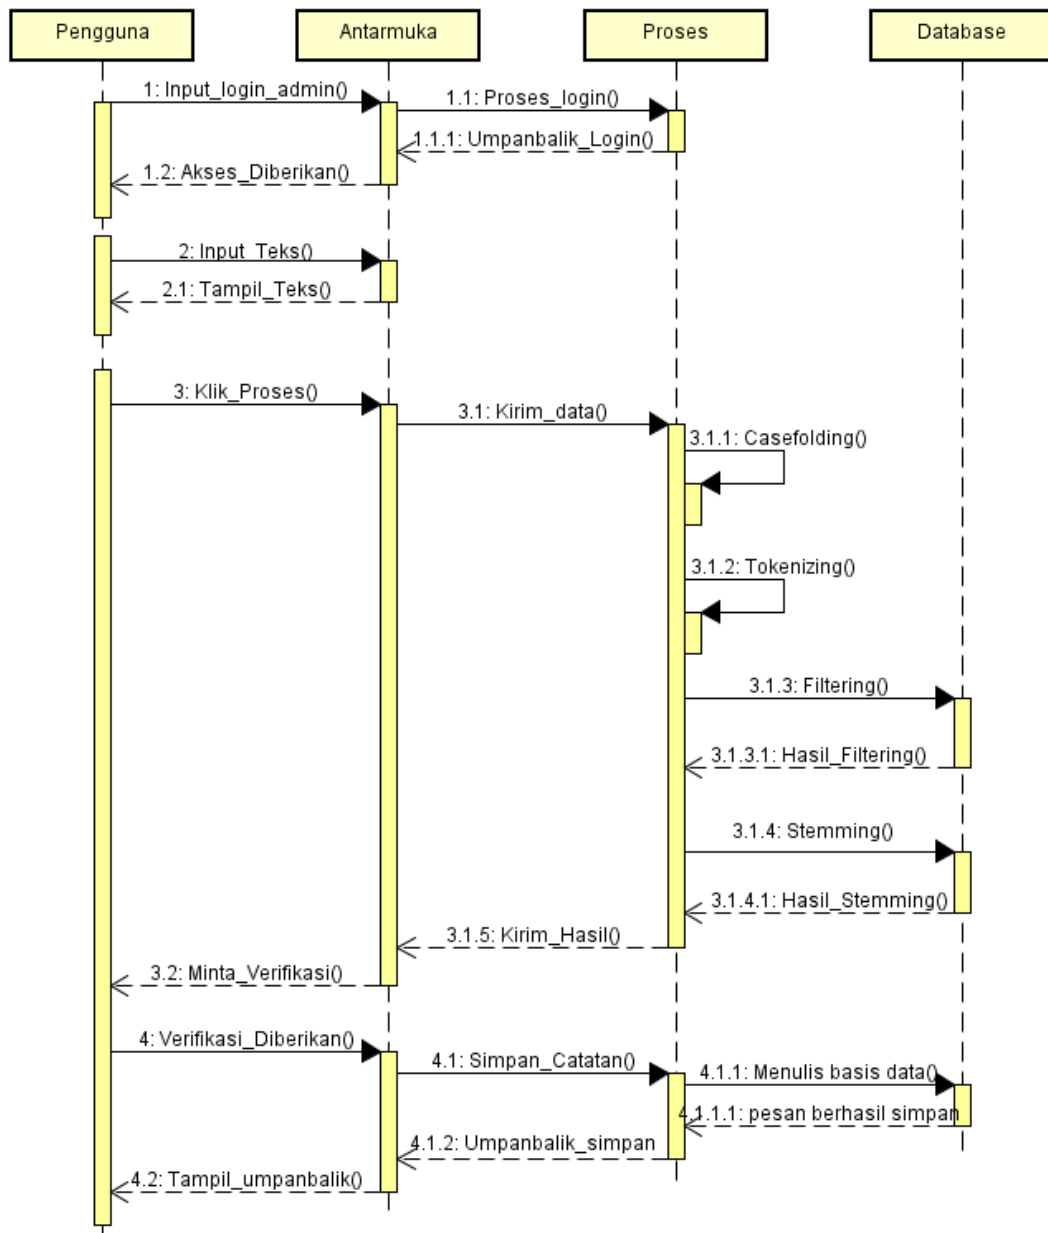 Pengguna
Antarmuka
Proses
Database
1: Input_login_admin()
1.1: Proses_login()
1.1.1: Umpanbalik_Login()
1.2: Akses_Diberikan()
2: Input_Teks()
2.1: Tampil_Teks()
3: Klik_Proses()
3.1: Kirim_data()
3.1.1: Casefolding()
3.1.2: Tokenizing()
3.1.3: Filtering()
3.1.3.1: Hasil_Filtering()
3.1.4: Stemming()
3.1.4.1: Hasil_Stemming()
3.1.5: Kirim_Hasil()
3.2: Minta_Verifikasi()
4: Verifikasi_Diberikan()
4.1: Simpan_Catatan()
4.1.1: Menulis basis data()
4.1.1.1: pesan berhasil simpan
4.1.2: Umpanbalik_simpan
4.2: Tampil_umpanbalik()